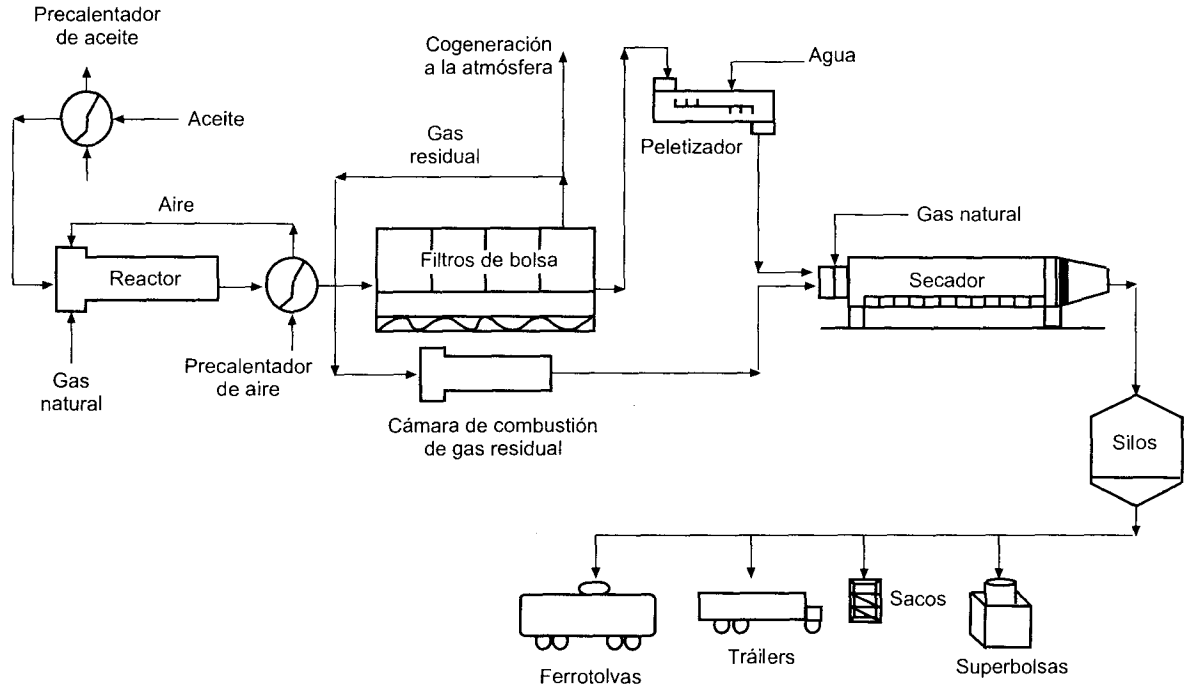 Precalentador
de aceite
Cogeneración
a la atmósfera
Agua
Aceite
Gas
residual
Peletizador
Aire
Gas natural
Reactor
Filtros de bolsa
Secador
Gas
natural
Precalentador
de aire
Cámara de combustión
de gas residual
Silos
Sacos
Ferrotolvas
Tráilers
Superbolsas